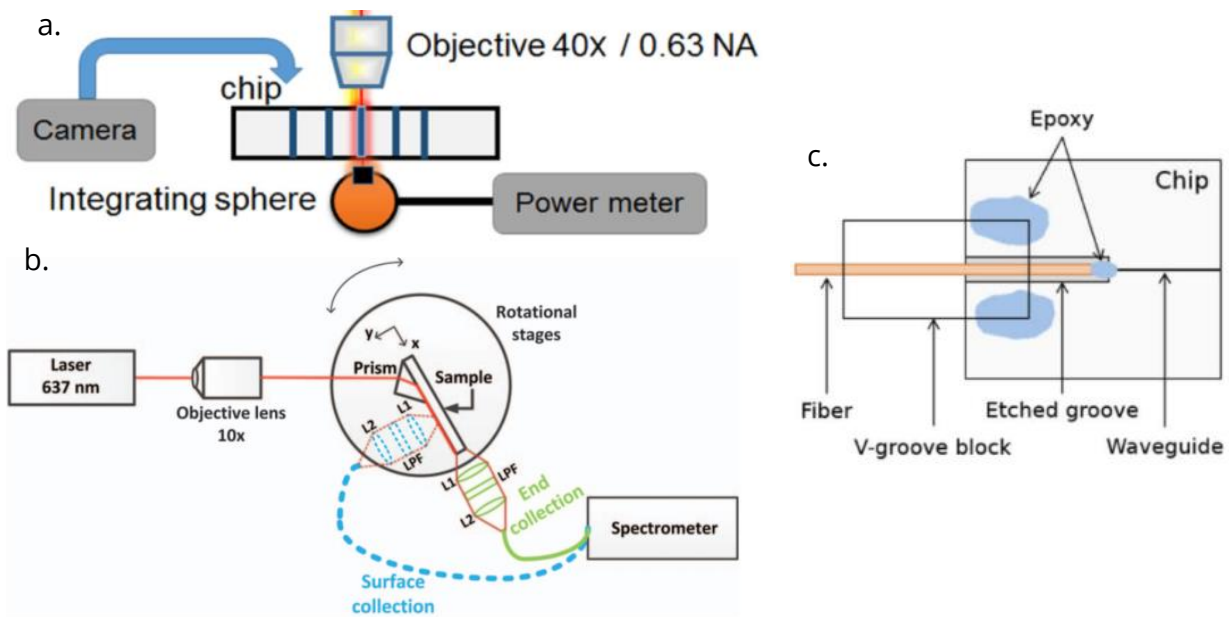 a.
Objective 40x / 0.63 NA
chip
Camera
Integrating sphere
Power meter
b.
Rotational
stages
y
x
Laser
637 nm
Prism
Sample
Objective lens
10x
L1
L2
LPF
L1
LPF
L2
End
collection
Spectrometer
Surface
collection
c.
Epoxy
Chip
Fiber
Etched groove
V-groove block
Waveguide